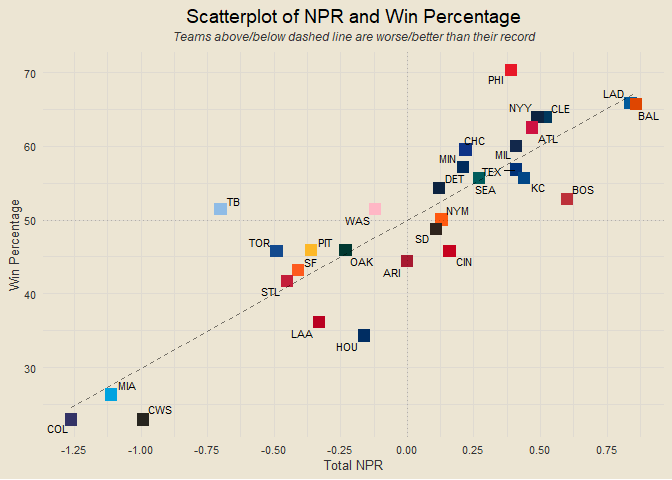 Scatterplot of NPR and Win Percentage
Teams above/below dashed line are worse/better than their record
70
PHI
LAD
BAL
NYY
CLE
ATL
60
CHC
MIL
MIN
TEX
DET
SEA
KC
BOS
TB
WAS
NYM
50
SD
TOR
PIT
OAK
CIN
SF
ARI
STL
40
LAA
HOU
30
MIA
CWS
COL
Win Percentage
-1.25 -1.00 -0.75 -0.50 -0.25 0.00 0.25 0.50 0.75
Total NPR